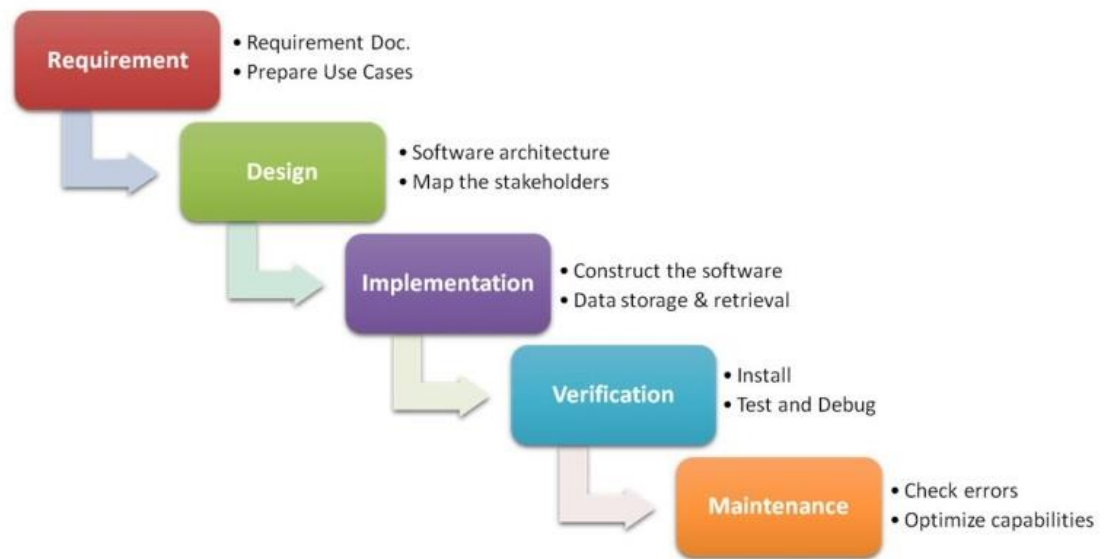 Requirement
• Requirement Doc.
• Prepare Use Cases
Design
• Software architecture
• Map the stakeholders
Implementation
• Construct the software
• Data storage & retrieval
Verification
• Install
• Test and Debug
Maintenance
• Check errors
• Optimize capabilities